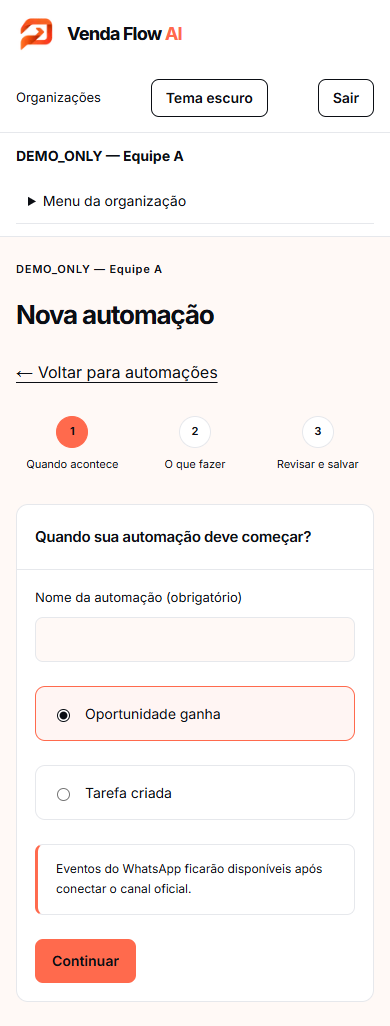 Venda Flow AI
Organizações
Tema escuro
Sair
DEMO_ONLY — Equipe A
▶ Menu da organização
DEMO_ONLY — Equipe A
Nova automação
← Voltar para automações
1
2
3
Quando acontece
O que fazer
Revisar e salvar
Quando sua automação deve começar?
Nome da automação (obrigatório)
Oportunidade ganha
Tarefa criada
Eventos do WhatsApp ficarão disponíveis após
conectar o canal oficial.
Continuar